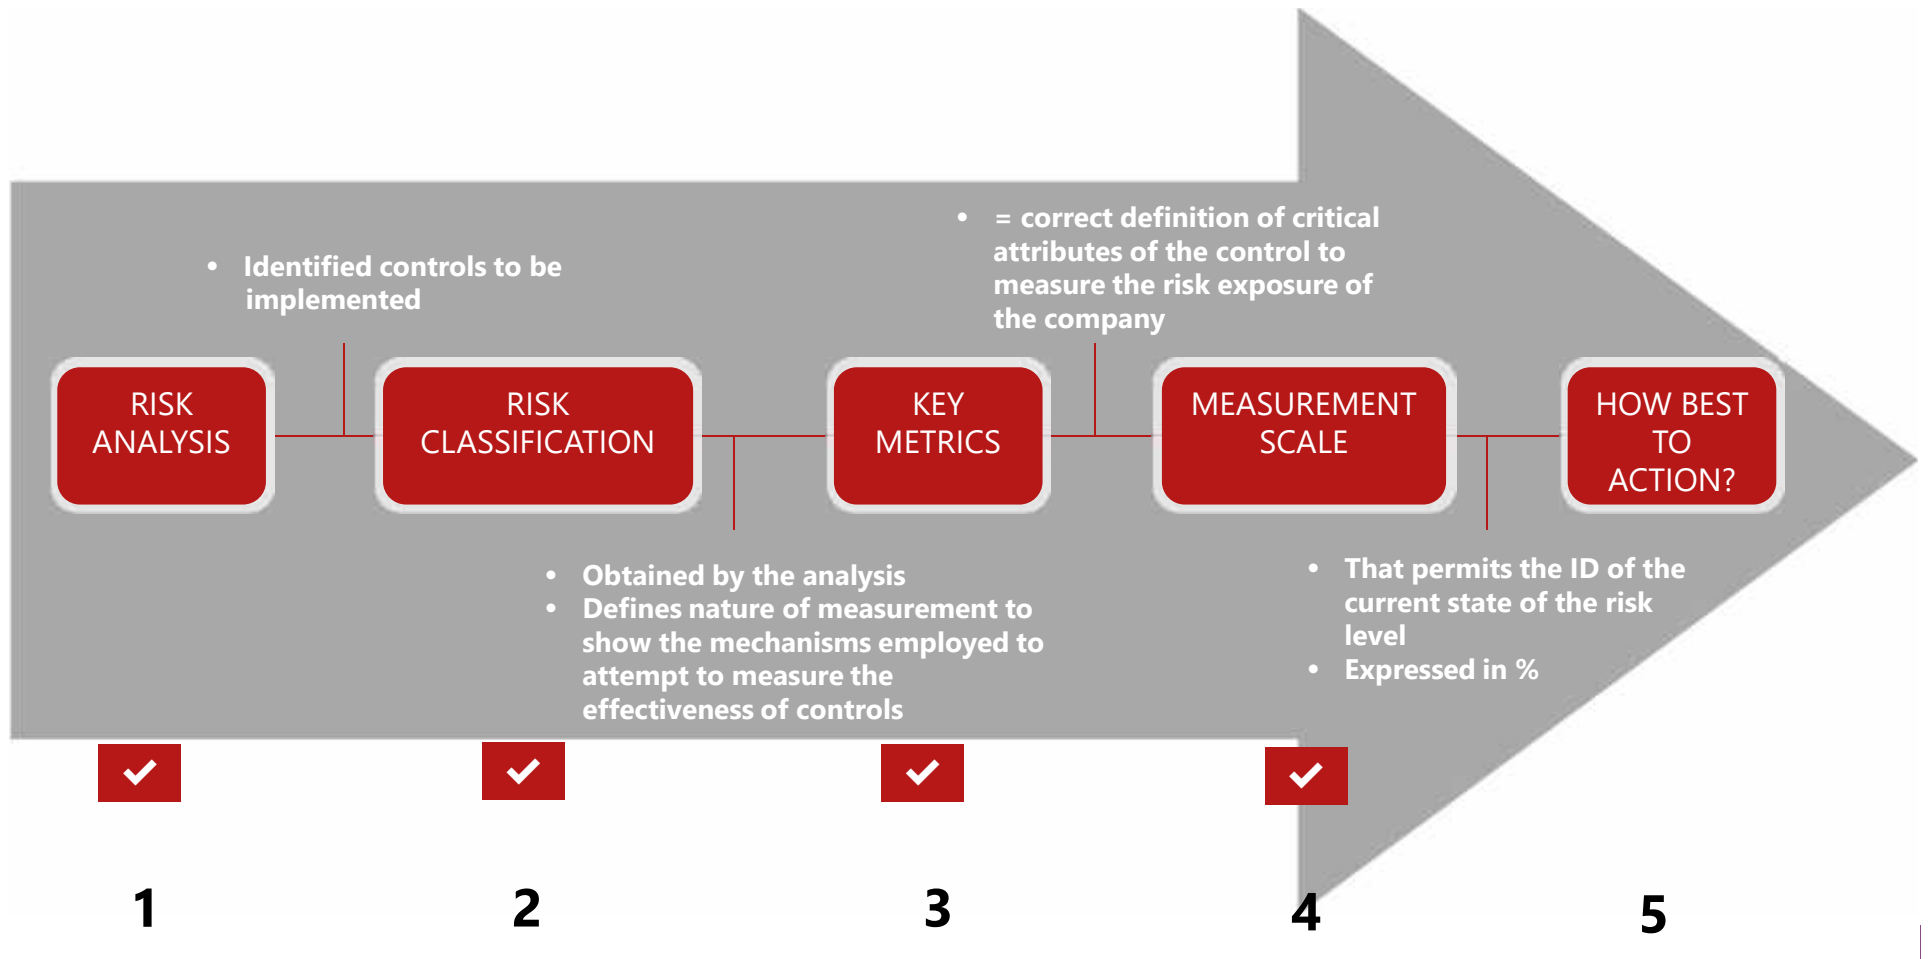 • = correct definition of critical
attributes of the control to
measure the risk exposure of
the company
• Identified controls to be
implemented
RISK
ANALYSIS
RISK
CLASSIFICATION
KEY
METRICS
MEASUREMENT
SCALE
HOW BEST
TO
ACTION?
• Obtained by the analysis
• Defines nature of measurement to
show the mechanisms employed to
attempt to measure the
effectiveness of controls
• That permits the ID of the
current state of the risk
level
• Expressed in %
1
2
3
4
5